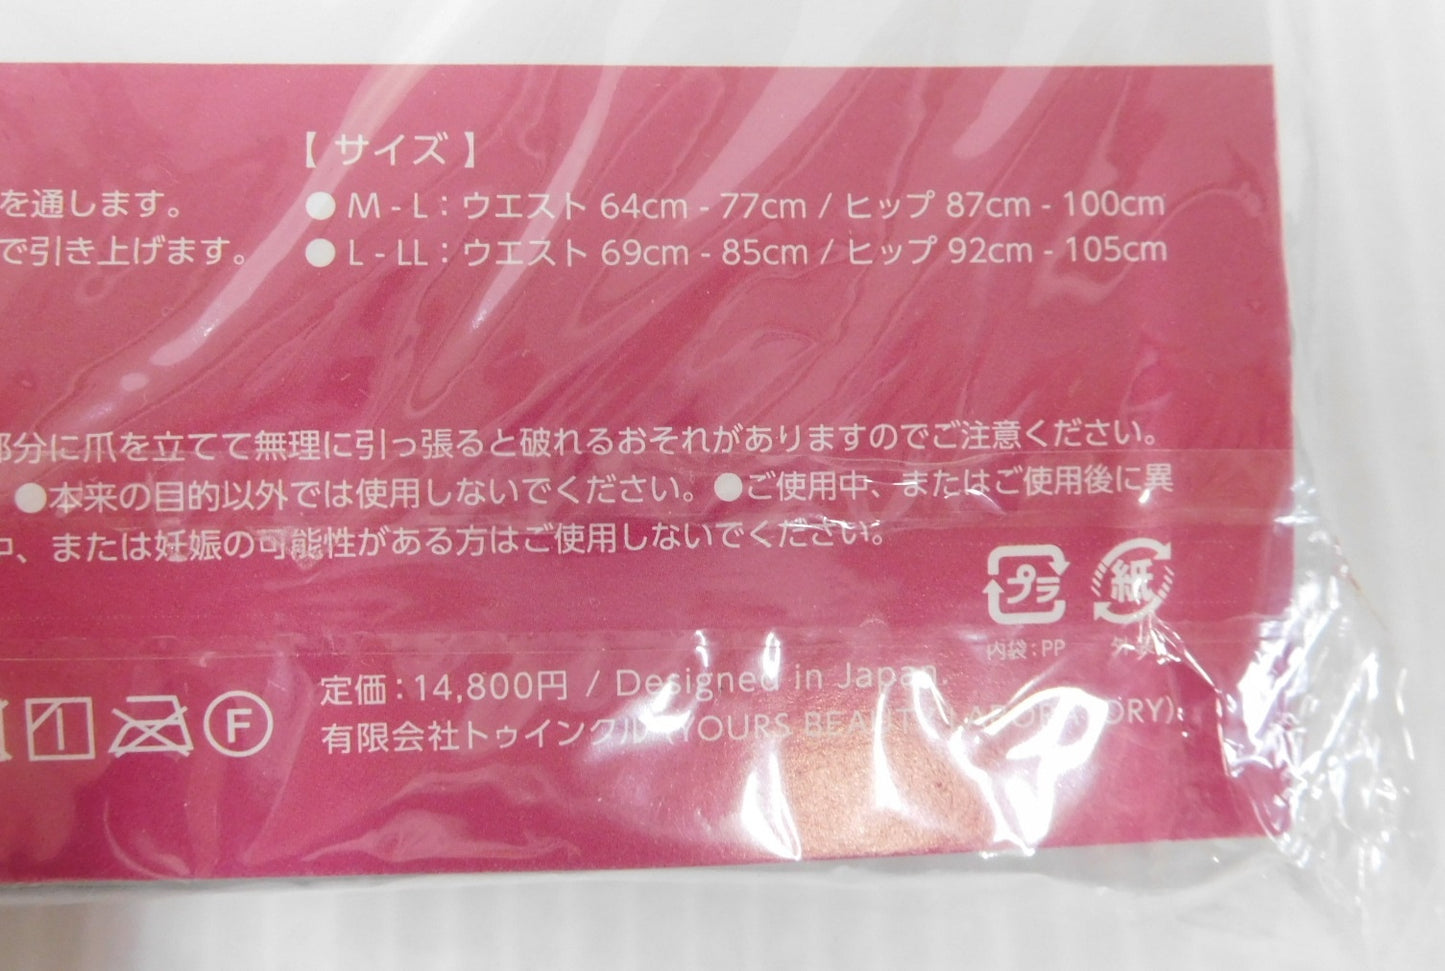 【 サイズ 】
を通します。
● M - L : ウエスト 64cm - 77cm / ヒップ 87cm - 100cm
で引き上げます。
● L - LL : ウエスト 69cm - 85cm / ヒップ 92cm - 105cm
部分に爪を立てて無理に引っ張ると破れるおそれがありますのでご注意ください。
●本来の目的以外では使用しないでください。●ご使用中、またはご使用後に異
中、または妊娠の可能性がある方はご使用しないでください。
プラ
紙
内袋 : PP
外装
F
定価 : 14,800円 / Designed in Japan.
有限会社トゥインクル (YOURS BEAUTY LABORATORY)